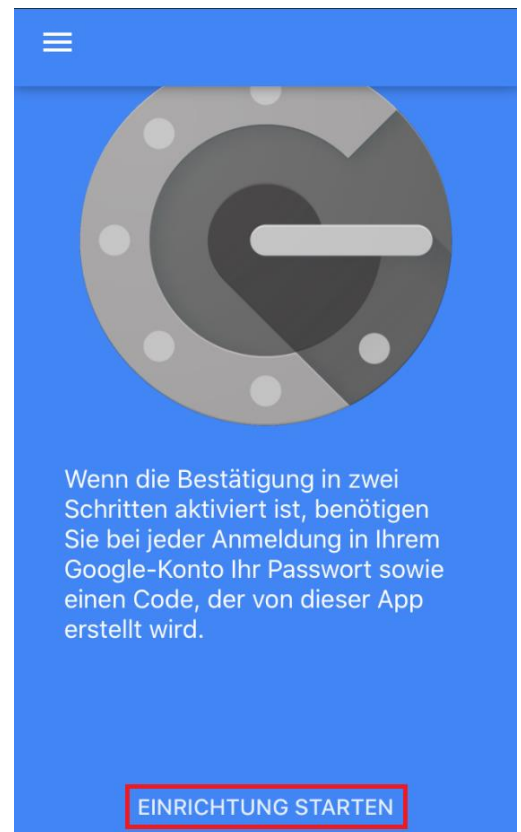 Wenn die Bestätigung in zwei
Schritten aktiviert ist, benötigen
Sie bei jeder Anmeldung in Ihrem
Google-Konto Ihr Passwort sowie
einen Code, der von dieser App
erstellt wird.
EINRICHTUNG STARTEN